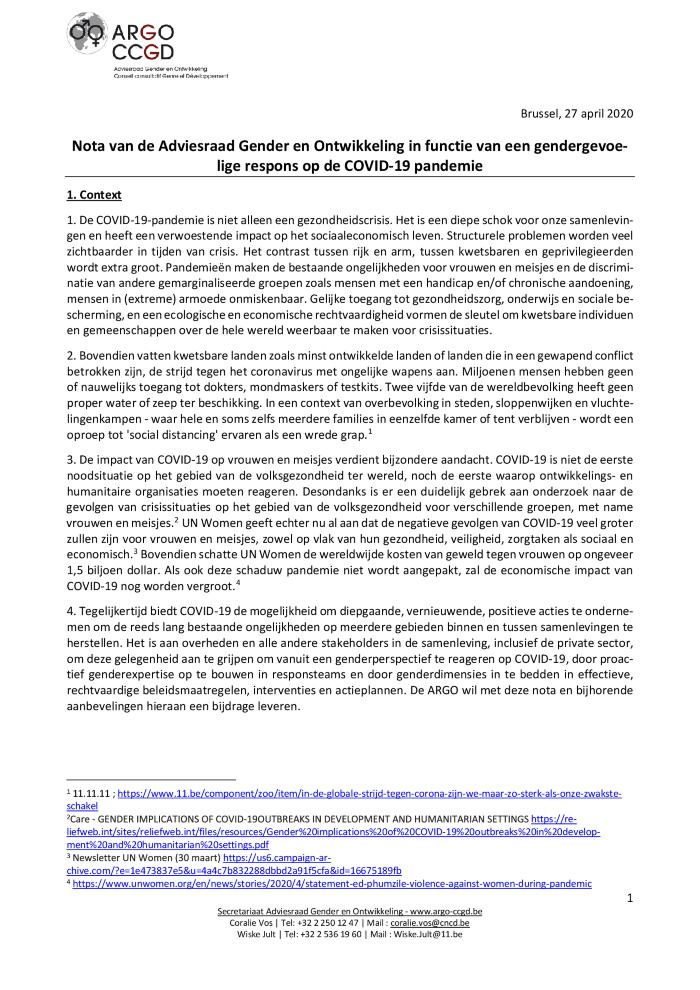 ARGO
CCGD
Adviesraad Gender en Ontwikkeling
Conseil consultatif Genre et Développement
Brussel, 27 april 2020
Nota van de Adviesraad Gender en Ontwikkeling in functie van een gendergevoe-
lige respons op de COVID-19 pandemie
1. Context
1. De COVID-19-pandemie is niet alleen een gezondheidscrisis. Het is een diepe schok voor onze samenlevin-
gen en heeft een verwoestende impact op het sociaaleconomisch leven. Structurele problemen worden veel
zichtbaarder in tijden van crisis. Het contrast tussen rijk en arm, tussen kwetsbaren en geprivilegieerden
wordt extra groot. Pandemieën maken de bestaande ongelijkheden voor vrouwen en meisjes en de discrimi-
natie van andere gemarginaliseerde groepen zoals mensen met een handicap en/of chronische aandoening,
mensen in (extreme) armoede onmiskenbaar. Gelijke toegang tot gezondheidszorg, onderwijs en sociale be-
scherming, en een ecologische en economische rechtvaardigheid vormen de sleutel om kwetsbare individuen
en gemeenschappen over de hele wereld weerbaar te maken voor crisissituaties.
2. Bovendien vatten kwetsbare landen zoals minst ontwikkelde landen of landen die in een gewapend conflict
betrokken zijn, de strijd tegen het coronavirus met ongelijke wapens aan. Miljoenen mensen hebben geen
of nauwelijks toegang tot dokters, mondmaskers of testkits. Twee vijfde van de wereldbevolking heeft geen
proper water of zeep ter beschikking. In een context van overbevolking in steden, sloppenwijken en vluchte-
lingenkampen - waar hele en soms zelfs meerdere families in eenzelfde kamer of tent verblijven - wordt een
oproep tot 'social distancing' ervaren als een wrede grap.1
3. De impact van COVID-19 op vrouwen en meisjes verdient bijzondere aandacht. COVID-19 is niet de eerste
noodsituatie op het gebied van de volksgezondheid ter wereld, noch de eerste waarop ontwikkelings- en
humanitaire organisaties moeten reageren. Desondanks is er een duidelijk gebrek aan onderzoek naar de
gevolgen van crisissituaties op het gebied van de volksgezondheid voor verschillende groepen, met name
vrouwen en meisjes.2 UN Women geeft echter nu al aan dat de negatieve gevolgen van COVID-19 veel groter
zullen zijn voor vrouwen en meisjes, zowel op vlak van hun gezondheid, veiligheid, zorgtaken als sociaal en
economisch.3 Bovendien schatte UN Women de wereldwijde kosten van geweld tegen vrouwen op ongeveer
1,5 biljoen dollar. Als ook deze schaduw pandemie niet wordt aangepakt, zal de economische impact van
COVID-19 nog worden vergroot.4
4. Tegelijkertijd biedt COVID-19 de mogelijkheid om diepgaande, vernieuwende, positieve acties te onderne-
men om de reeds lang bestaande ongelijkheden op meerdere gebieden binnen en tussen samenlevingen te
herstellen. Het is aan overheden en alle andere stakeholders in de samenleving, inclusief de private sector,
om deze gelegenheid aan te grijpen om vanuit een genderperspectief te reageren op COVID-19, door proac-
tief genderexpertise op te bouwen in responsteams en door genderdimensies in te bedden in effectieve,
rechtvaardige beleidsmaatregelen, interventies en actieplannen. De ARGO wil met deze nota en bijhorende
aanbevelingen hieraan een bijdrage leveren.
1 11.11.11 ; https://www.11.be/component/zoo/item/in-de-globale-strijd-tegen-corona-zijn-we-maar-zo-sterk-als-onze-zwakste-
schakel
2Care - GENDER IMPLICATIONS OF COVID-19OUTBREAKS IN DEVELOPMENT AND HUMANITARIAN SETTINGS https://re-
liefweb.int/sites/reliefweb.int/files/resources/Gender%20implications%20of%20COVID-19%20outbreaks%20in%20develop-
ment%20and%20humanitarian%20settings.pdf
3 Newsletter UN Women (30 maart) https://us6.campaign-ar-
chive.com/?e=1e473837e5&u=4a4c7b832288dbbd2a91f5cfa&id=16675189fb
4 https://www.unwomen.org/en/news/stories/2020/4/statement-ed-phumzile-violence-against-women-during-pandemic
1
Secretariaat Adviesraad Gender en Ontwikkeling - www.argo-ccgd.be
Coralie Vos | Tel: +32 2 250 12 47 | Mail : coralie.vos@cncd.be
Wiske Jult | Tel: +32 2 536 19 60 | Mail : Wiske.Jult@11.be